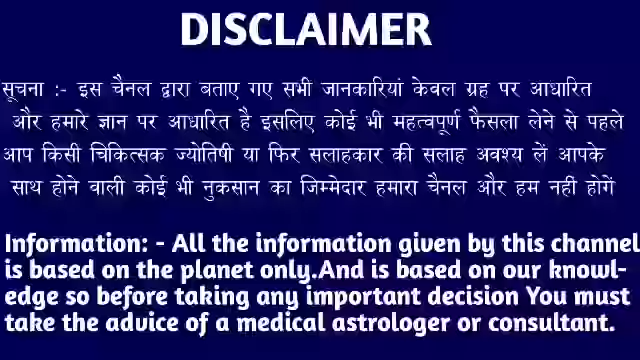 DISCLAIMER
सूचना :- इस चैनल द्वारा बताए गए सभी जानकारियां केवल ग्रह पर आधारित
और हमारे ज्ञान पर आधारित है इसलिए कोई भी महत्वपूर्ण फैसला लेने से पहले
आप किसी चिकित्सक ज्योतिषी या फिर सलाहकार की सलाह अवश्य लें आपके
साथ होने वाली कोई भी नुकसान का जिम्मेदार हमारा चैनल और हम नही होगें
Information: - All the information given by this channel
is based on the planet only.And is based on our knowl-
edge so before taking any important decision You must
take the advice of a medical astrologer or consultant.